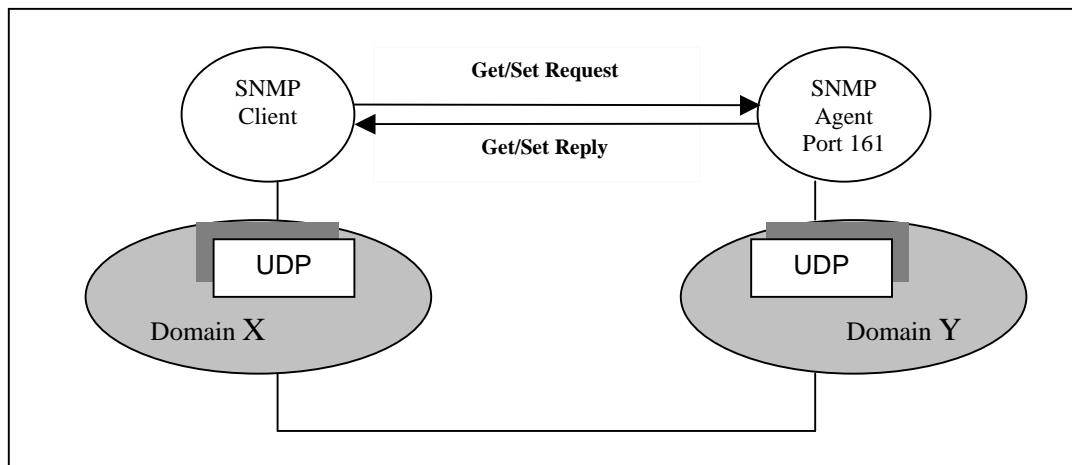 Get/Set Request
SNMP
Client
SNMP
Agent
Port 161
Get/Set Reply
UDP
UDP
Domain X
Domain Y